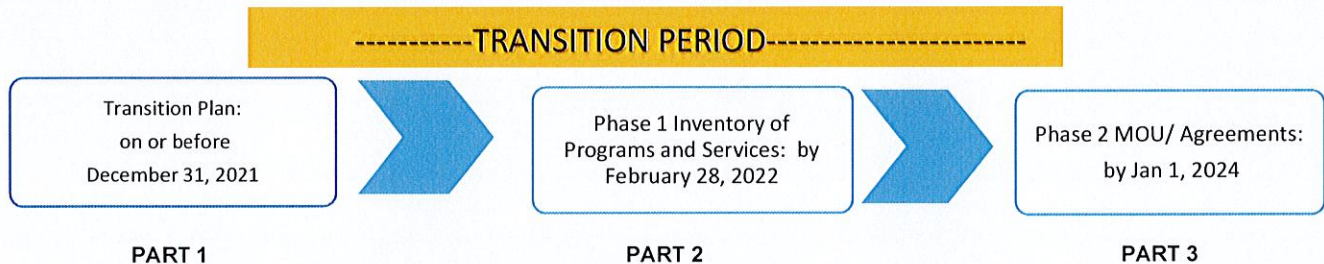 -----------TRANSITION PERIOD------------------------
Transition Plan:
on or before
December 31, 2021
Phase 1 Inventory of
Programs and Services:  by
February 28, 2022
Phase 2 MOU/ Agreements:
by Jan 1, 2024
PART 1
PART 2
PART 3